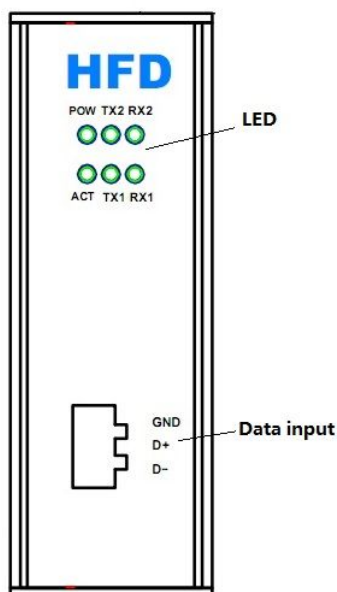 HFD
POW TX2 RX2
LED
ACT TX1 RX1
GND
D+
Data input
D-